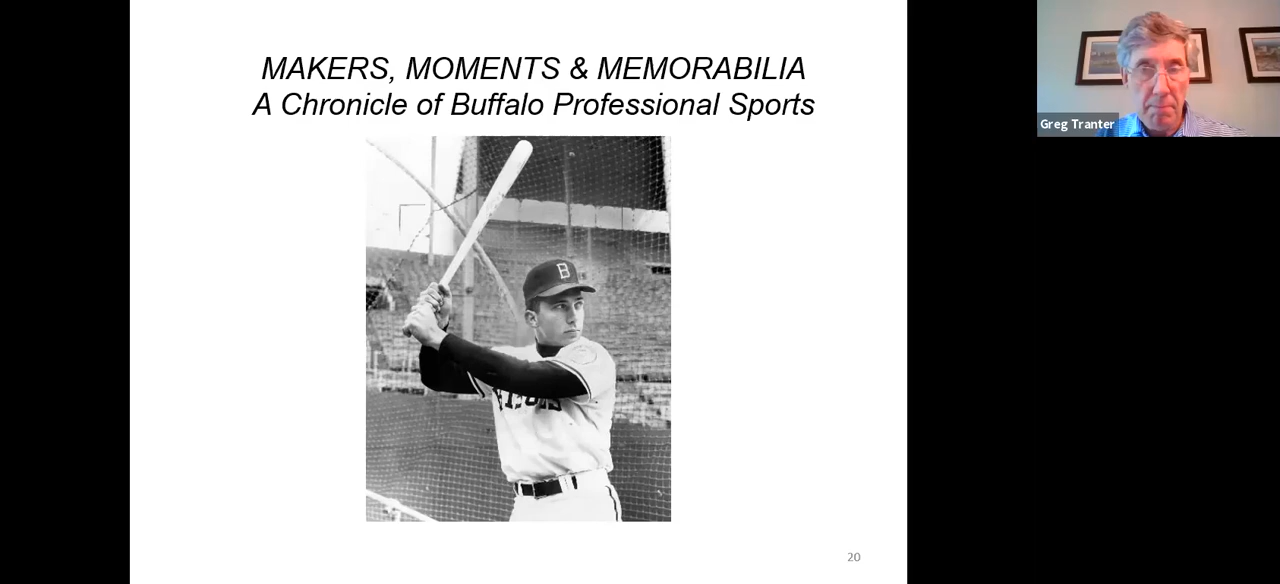 MAKERS, MOMENTS & MEMORABILIA
A Chronicle of Buffalo Professional Sports
Greg Tranter
B
20